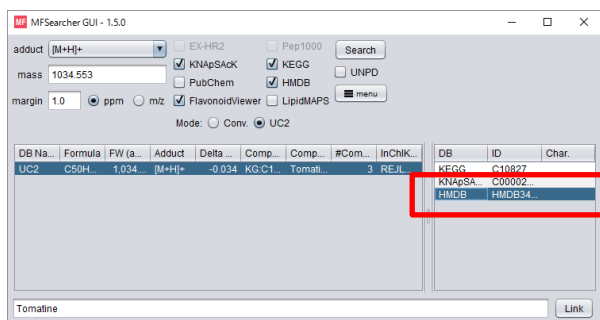 MF MFSearcher GUI - 1.5.0
adduct [M+H]+ EX-HR2 Pep1000 Search
KNApSAcK KEGG UNPD
mass 1034.553
PubChem HMDB
margin 1.0 ppm m/z FlavonoidViewer LipidMAPS menu
Mode: Conv. UC2
DB Na... Formula FW (a... Adduct Delta ... Comp... Comp... #Com... InChIK...
UC2 C50H... 1,034.... [M+H]+ -0.034 KG:C1... Tomati... 3 REJL...
DB ID Char.
KEGG C10827
KNApSA... C00002...
HMDB HMDB34...
Tomatine Link